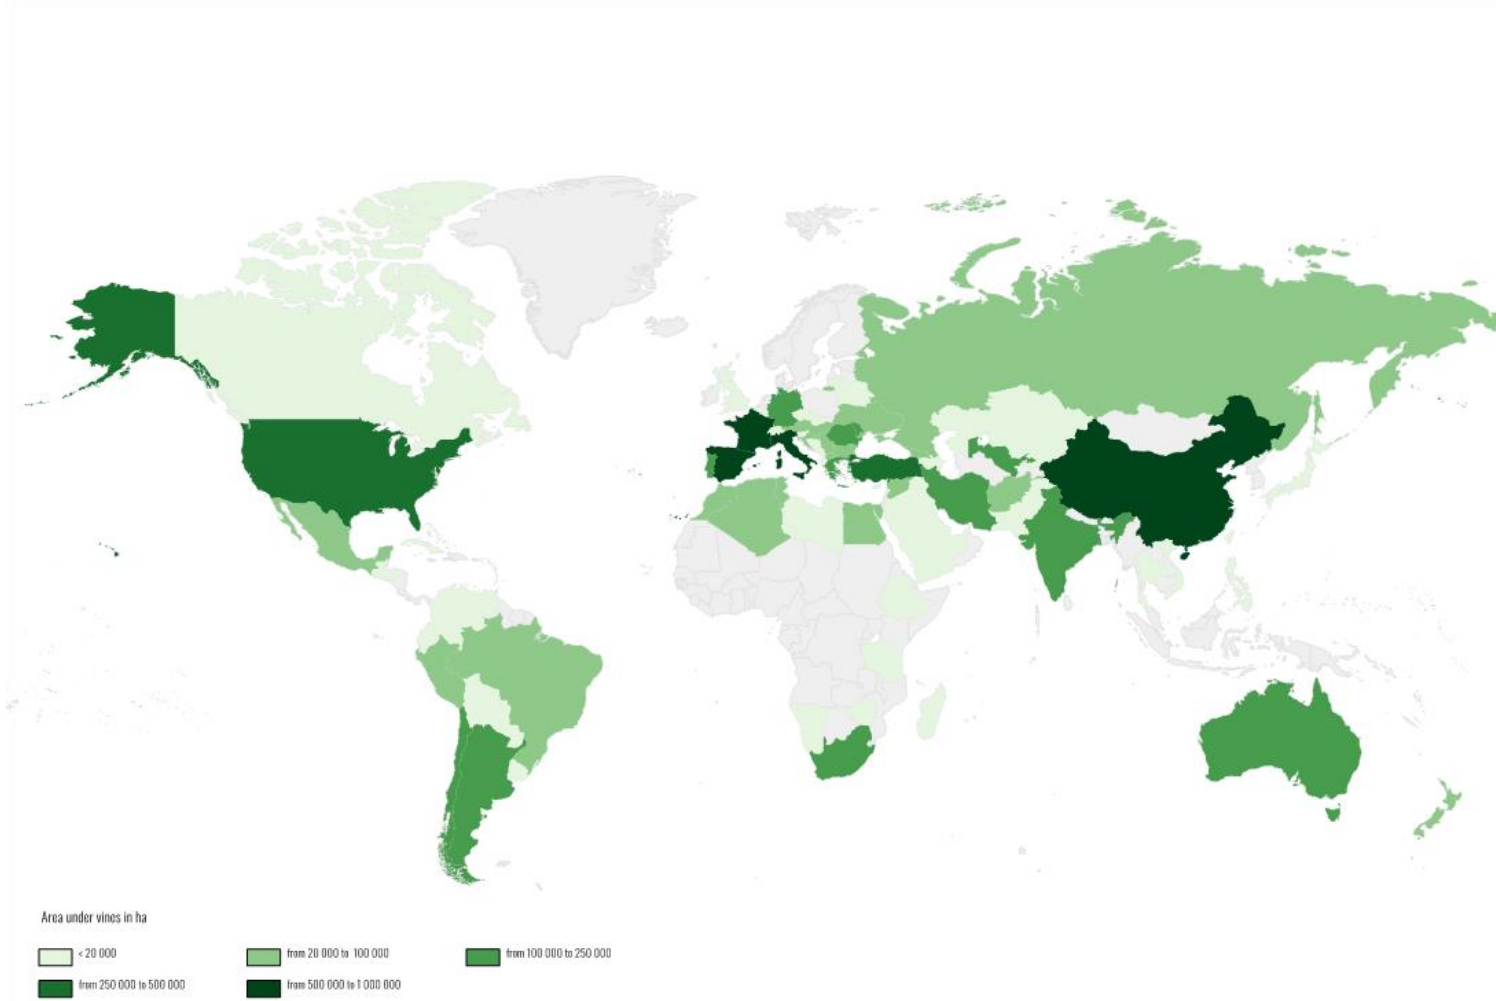 Area under vines in ha
< 20 000
from 20 000 to 100 000
from 100 000 to 250 000
from 250 000 to 500 000
from 500 000 to 1 000 000